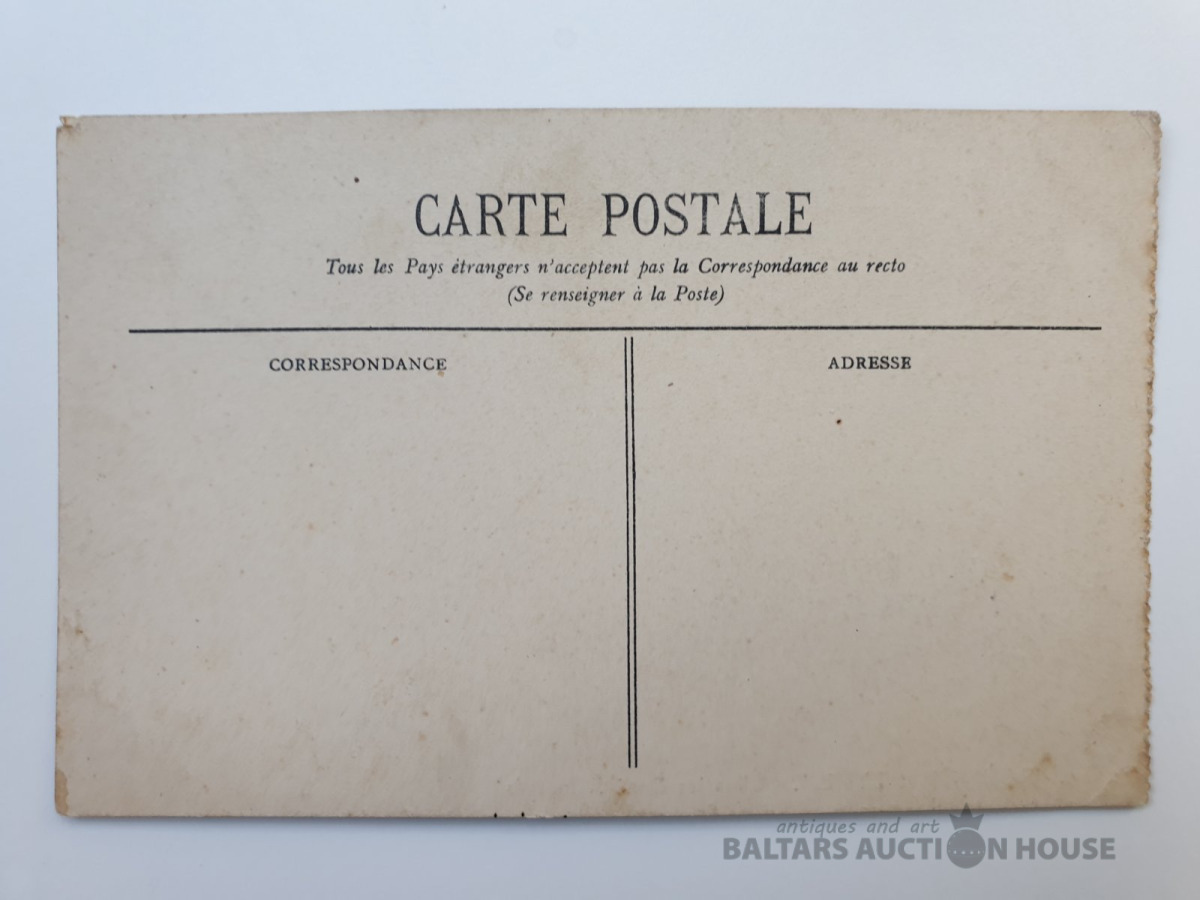 CARTE POSTALE
Tous les Pays étrangers n'acceptent pas la Correspondance au recto
(Se renseigner à la Poste)
CORRESPONDANCE
ADRESSE
antiques and art
BALTARS AUCTION HOUSE